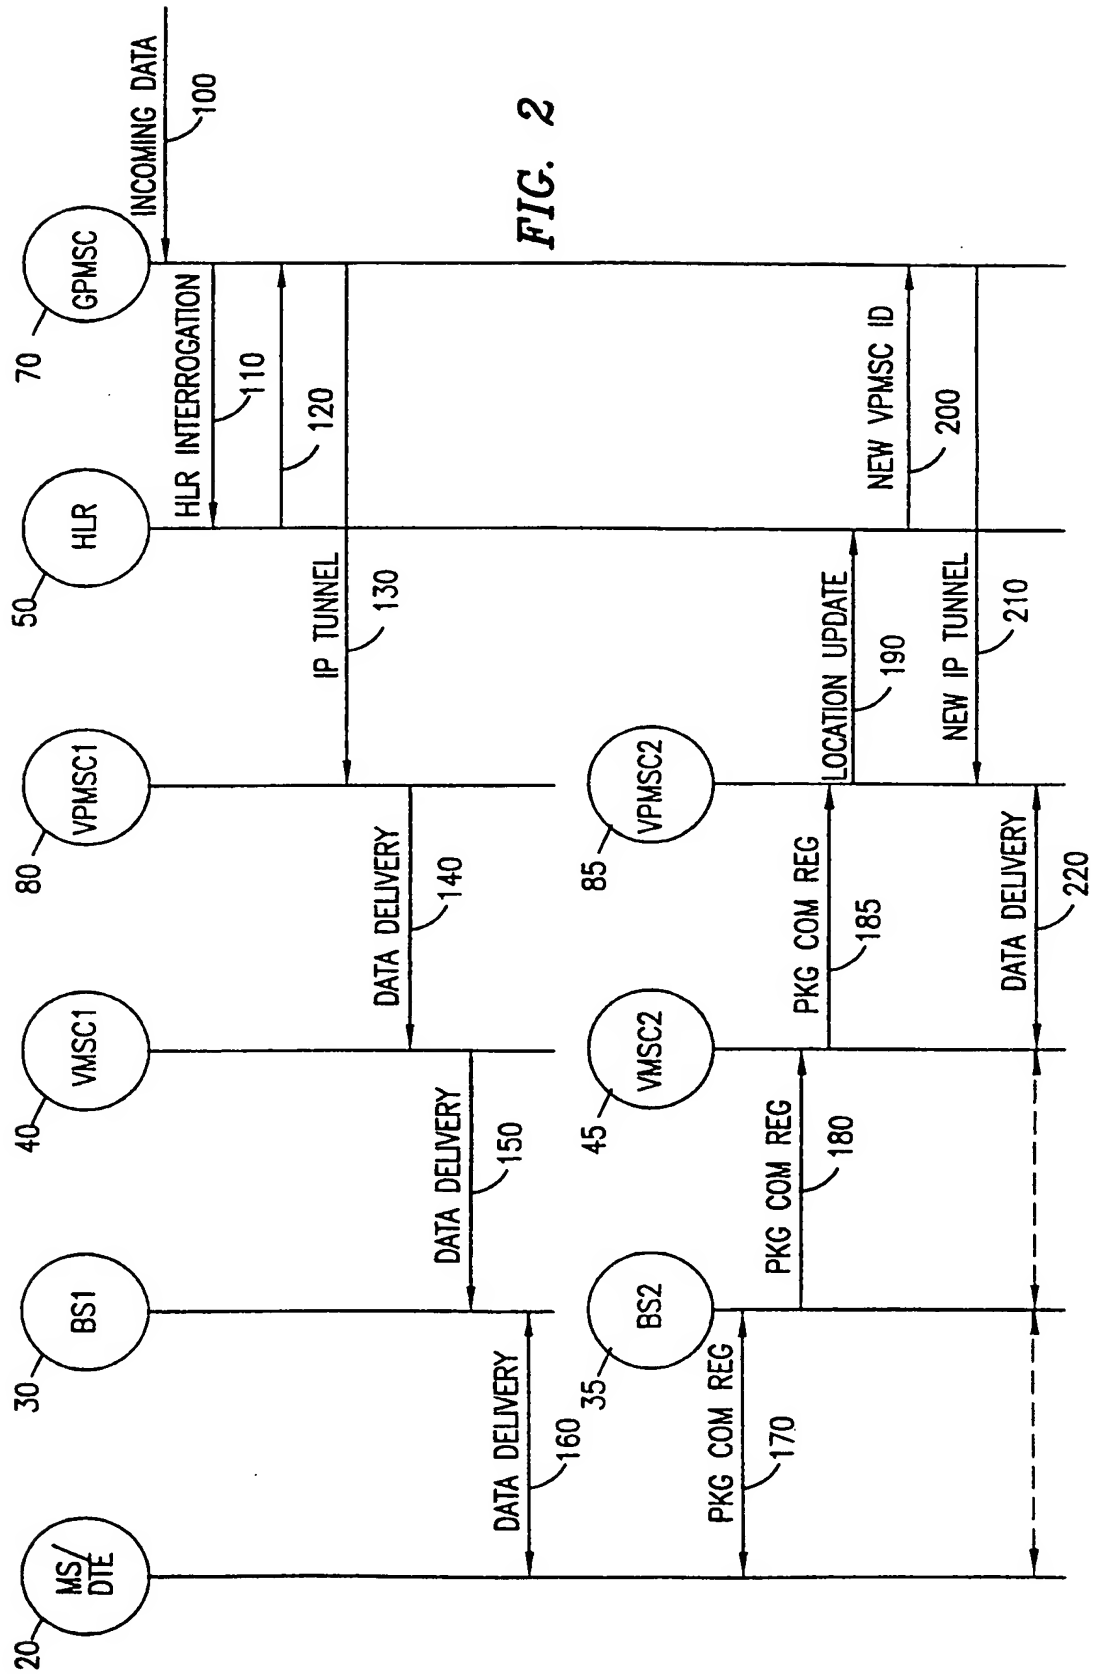 20
MS/
DTE
30
BS1
40
VMSC1
80
VPMSC1
50
HLR
70
GPMSC
INCOMING DATA
100
HLR INTERROGATION
110
120
IP TUNNEL
130
DATA DELIVERY
140
DATA DELIVERY
150
DATA DELIVERY
160
35
BS2
45
VMSC2
85
VPMSC2
PKG COM REG
170
PKG COM REG
180
PKG COM REG
185
LOCATION UPDATE
190
NEW VPMSC ID
200
NEW IP TUNNEL
210
DATA DELIVERY
220
FIG. 2